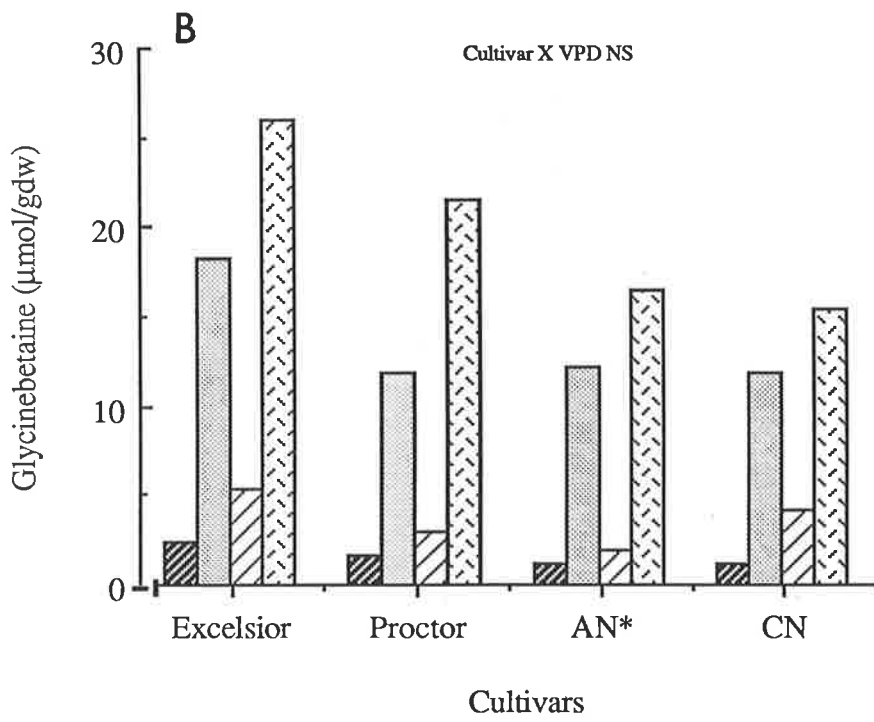 B
Cultivar X VPD NS
Glycinebetaine (μmol/gdw)
30
20
10
0
Excelsior Proctor AN* CN
Cultivars